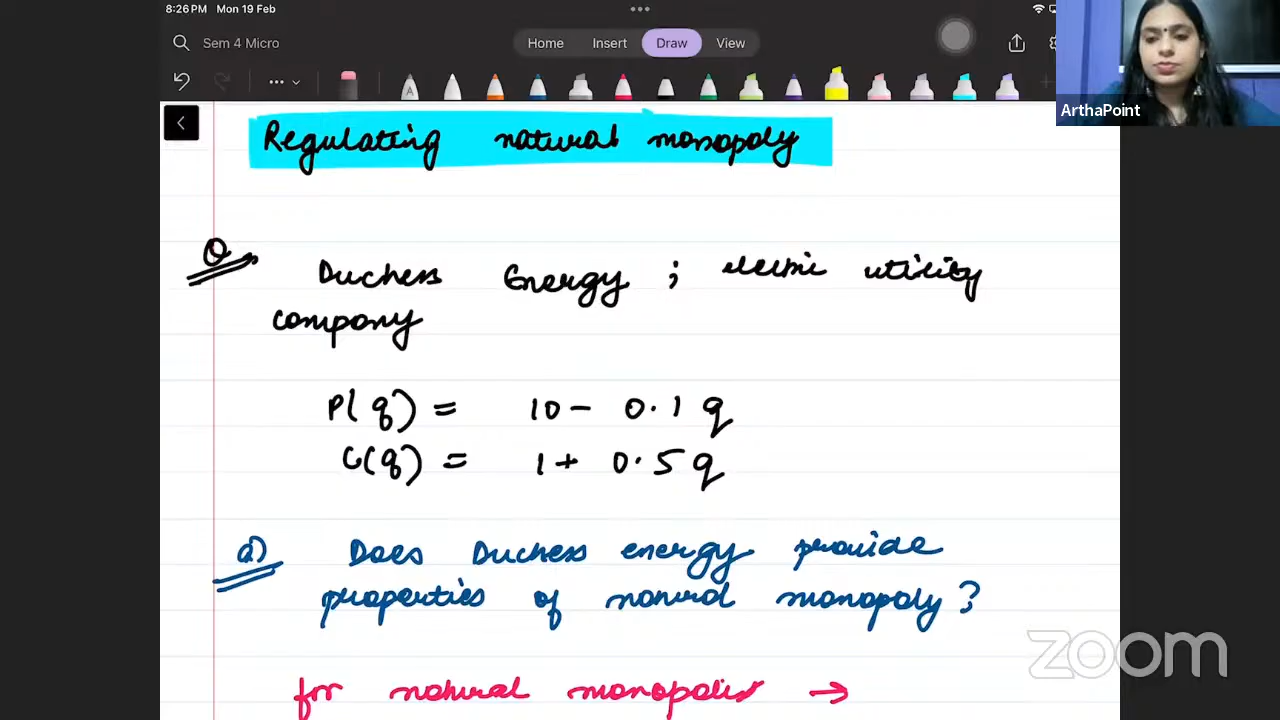 8:26 PM Mon 19 Feb
Sem 4 Micro
Home Insert Draw View
ArthaPoint
Regulating natural monopoly
Q Duchess Energy ; electric utility
company
P(q) = 10 - 0.1 q
C(q) = 1 + 0.5 q
a) Does Duchess energy provide
properties of natural monopoly?
for natural monopolist →
zoom